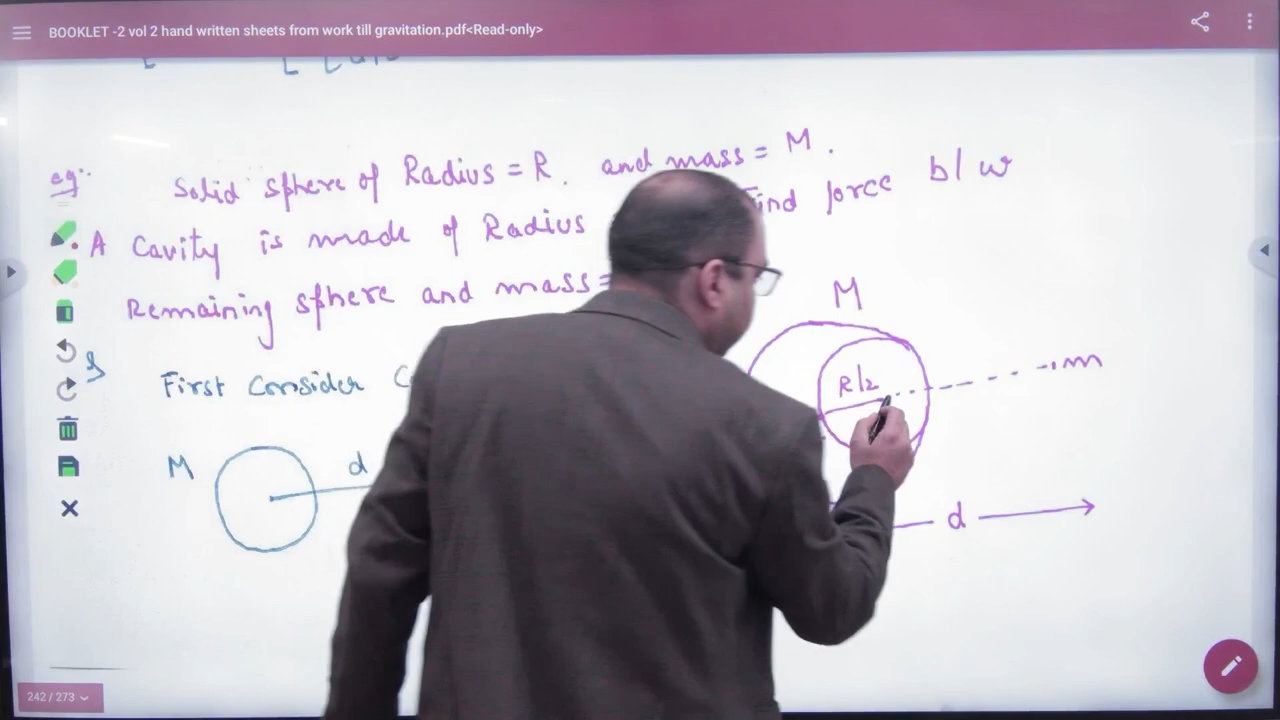 BOOKLET -2 vol 2 hand written sheets from work till gravitation.pdf<Read-only>
eg:- Solid sphere of Radius = R. and mass = M.
A Cavity is made of Radius Find force b/w
Remaining sphere and mass =
M
First Consider
R/2
m
M
d
d
242 / 273